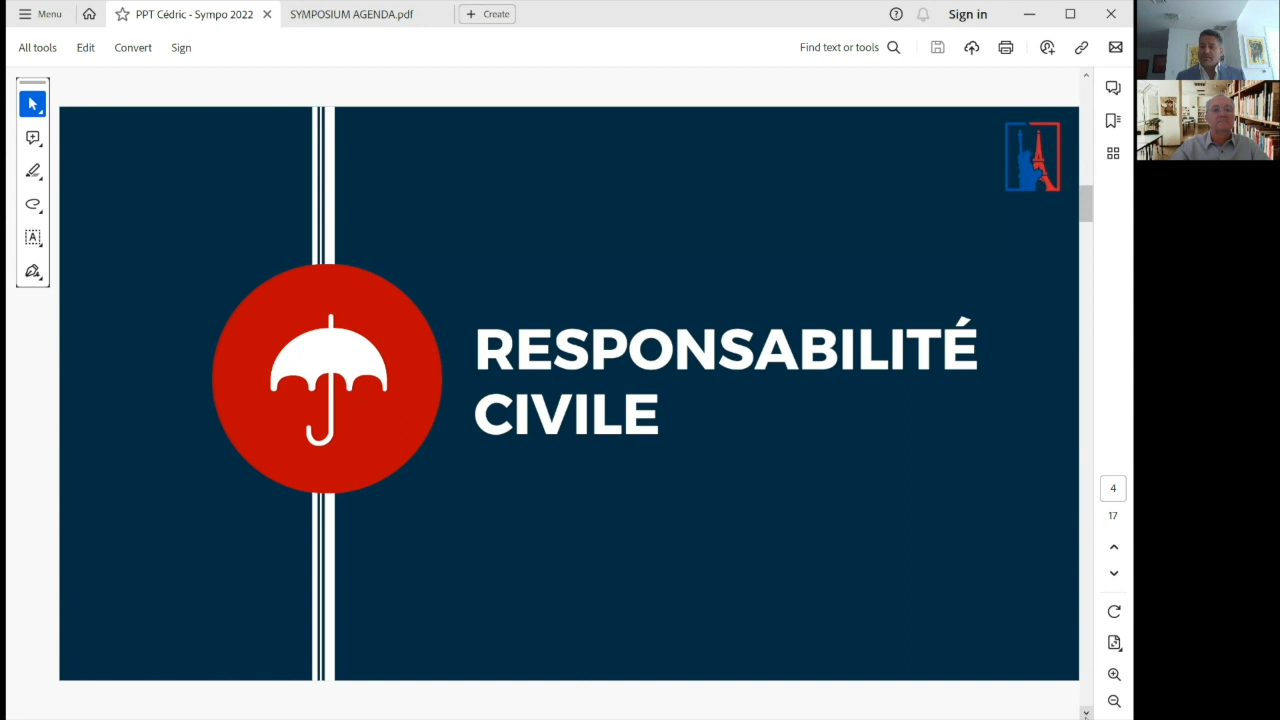 Menu
PPT Cédric - Sympo 2022
SYMPOSIUM AGENDA.pdf
Create
Sign in
All tools
Edit
Convert
Sign
Find text or tools
RESPONSABILITÉ
CIVILE
4
17